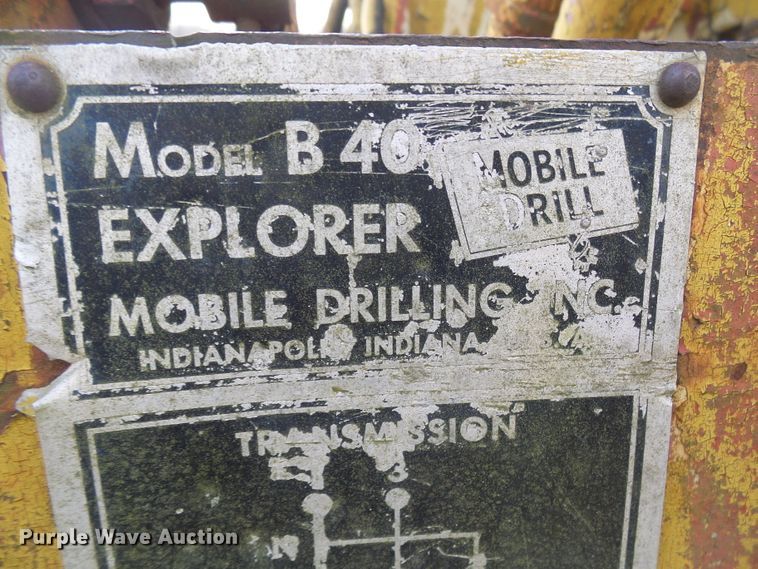 MODEL B 40
MOBILE DRILL
EXPLORER
MOBILE DRILLING INC.
INDIANAPOLIS INDIANA
TRANSMISSION
3
N
Purple Wave Auction